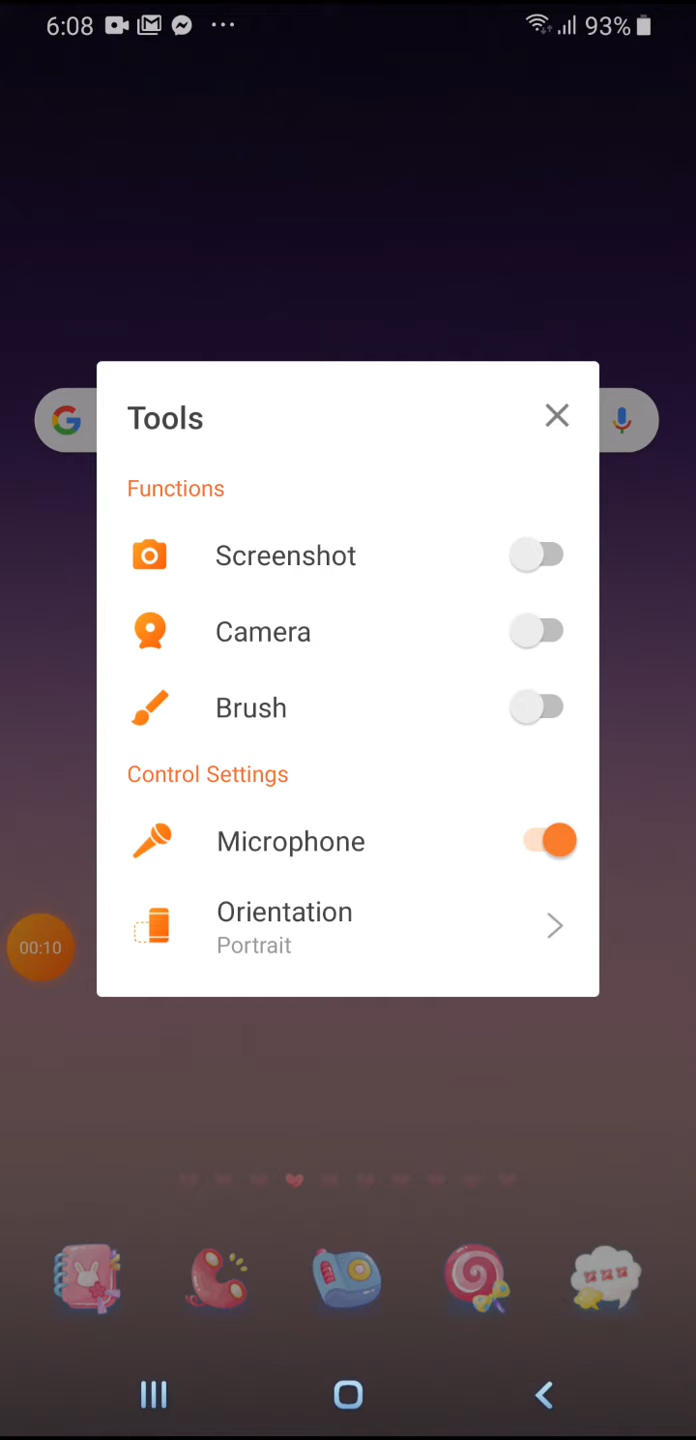 6:08 93%
Tools
Functions
Screenshot
Camera
Brush
Control Settings
Microphone
Orientation
Portrait
00:10